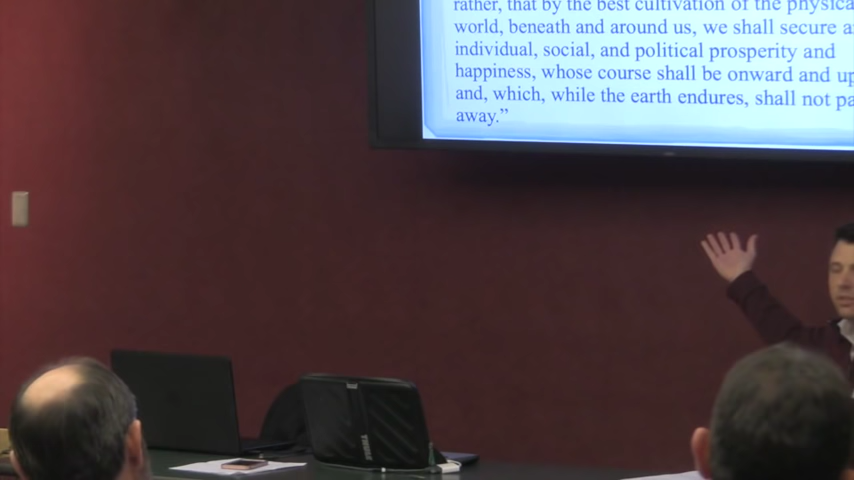 rather, that by the best cultivation of the physica
world, beneath and around us, we shall secure a
individual, social, and political prosperity and
happiness, whose course shall be onward and up
and, which, while the earth endures, shall not pa
away.”
THULE